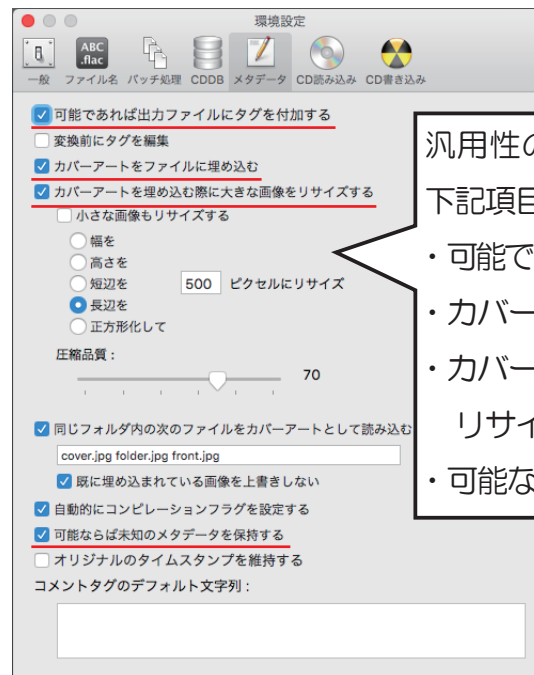 環境設定
ABC
.flac
一般 ファイル名 バッチ処理 CDDB メタデータ CD読み込み CD書き込み
可能であれば出力ファイルにタグを付加する
変換前にタグを編集
カバーアートをファイルに埋め込む
カバーアートを埋め込む際に大きな画像をリサイズする
小さな画像もリサイズする
幅を
高さを
短辺を 500 ピクセルにリサイズ
長辺を
正方形化して
圧縮品質：
70
同じフォルダ内の次のファイルをカバーアートとして読み込む
cover.jpg folder.jpg front.jpg
既に埋め込まれている画像を上書きしない
自動的にコンピレーションフラグを設定する
可能ならば未知のメタデータを保持する
オリジナルのタイムスタンプを維持する
コメントタグのデフォルト文字列：
汎用性の
下記項目
・可能で
・カバー
・カバー
リサイ
・可能な